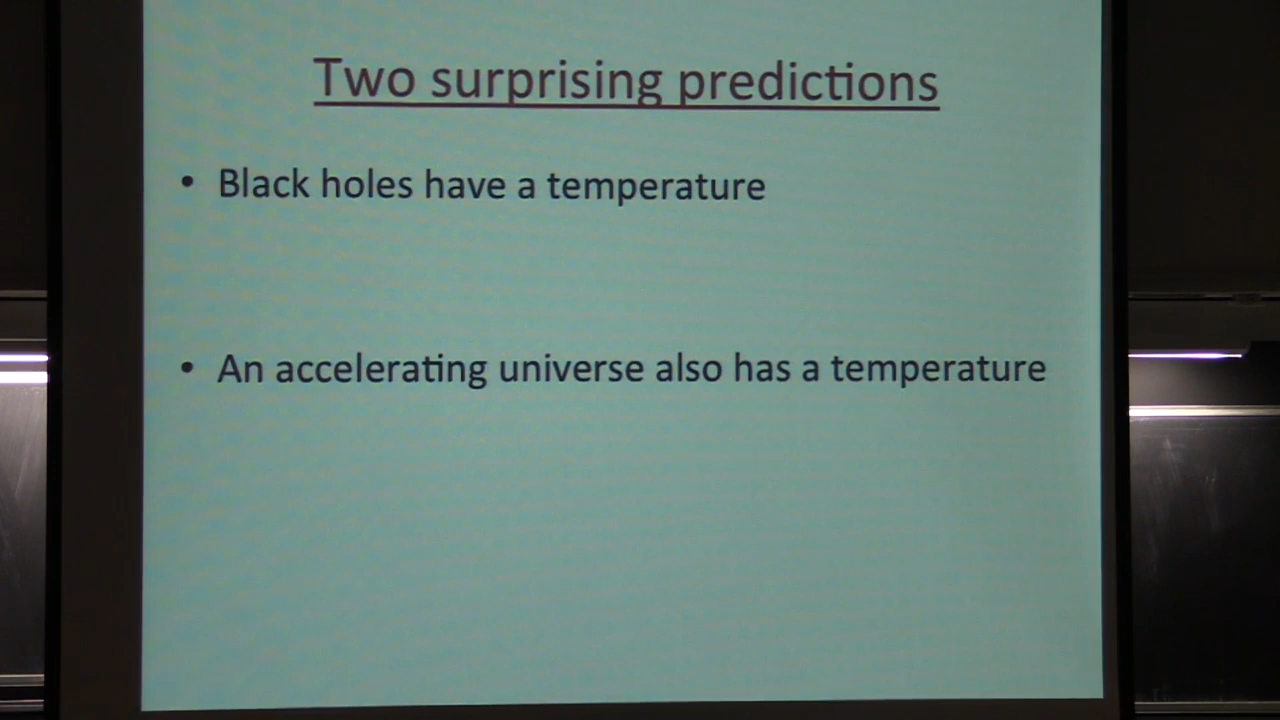 Two surprising predictions
• Black holes have a temperature
• An accelerating universe also has a temperature